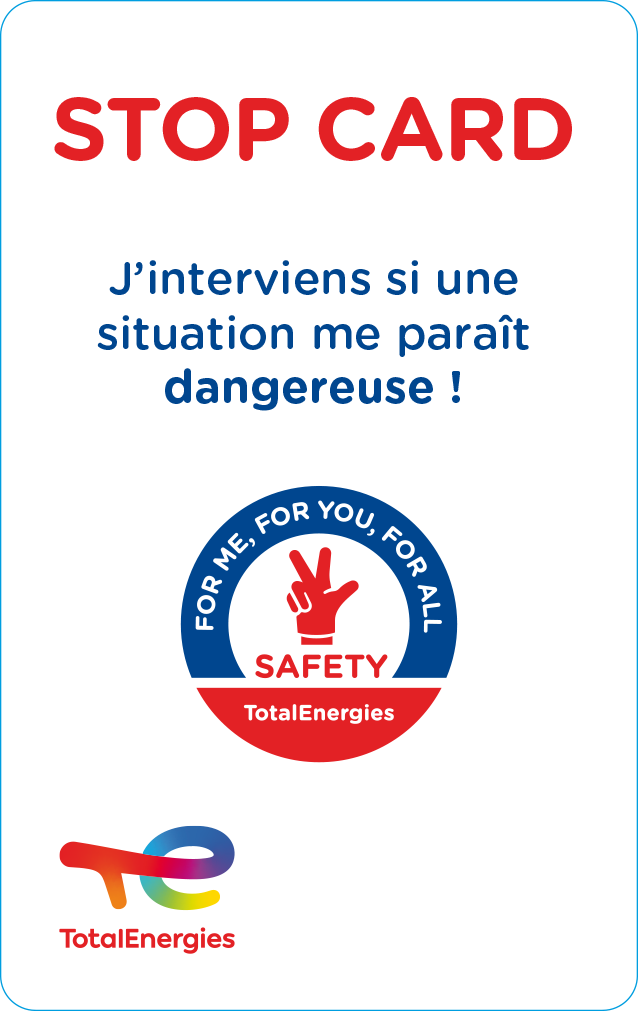 STOP CARD
J’interviens si une
situation me paraît
dangereuse !
FOR ME, FOR YOU, FOR ALL
SAFETY
TotalEnergies
TotalEnergies